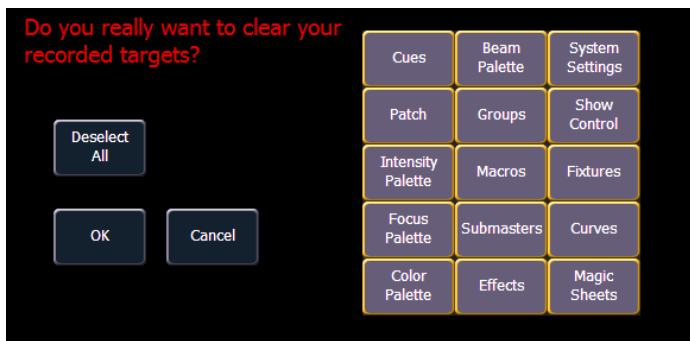 Do you really want to clear your
recorded targets?
Deselect
All
OK
Cancel
Cues
Beam
Palette
System
Settings
Patch
Groups
Show
Control
Intensity
Palette
Macros
Fixtures
Focus
Palette
Submasters
Curves
Color
Palette
Effects
Magic
Sheets